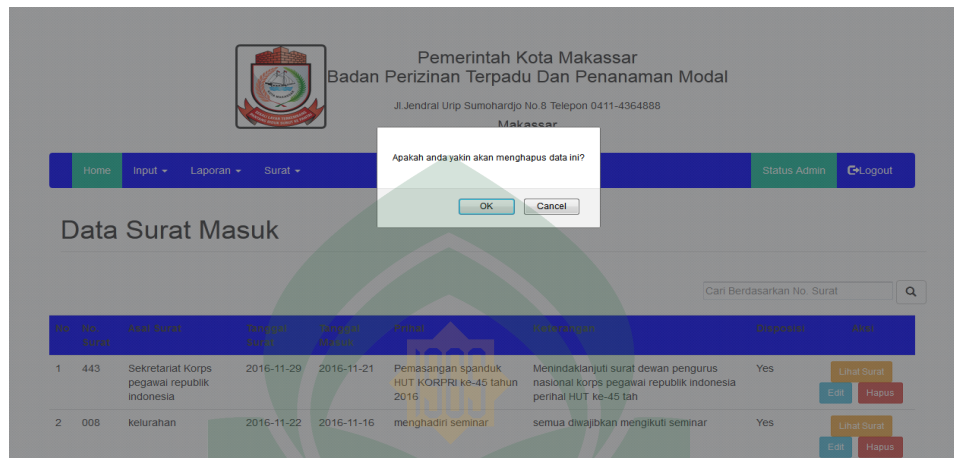 Pemerintah Kota Makassar
Badan Perizinan Terpadu Dan Penanaman Modal
Jl.Jendral Urip Sumohardjo No.8 Telepon 0411-4364888
Makassar
Apakah anda yakin akan menghapus data ini?
OK Cancel
Home Input Laporan Surat Status Admin Logout
Data Surat Masuk
Cari Berdasarkan No. Surat
No No. Asal Surat Tanggal Tanggal Prihal Keterangan Disposisi Aksi
Surat Surat Masuk
1 443 Sekretariat Korps 2016-11-29 2016-11-21 Pemasangan spanduk Menindaklanjuti surat dewan pengurus Yes Lihat Surat
pegawai republik HUT KORPRI ke-45 tahun nasional korps pegawai republik indonesia Edit Hapus
indonesia 2016 perihal HUT ke-45 tah
2 008 kelurahan 2016-11-22 2016-11-16 menghadiri seminar semua diwajibkan mengikuti seminar Yes Lihat Surat
Edit Hapus